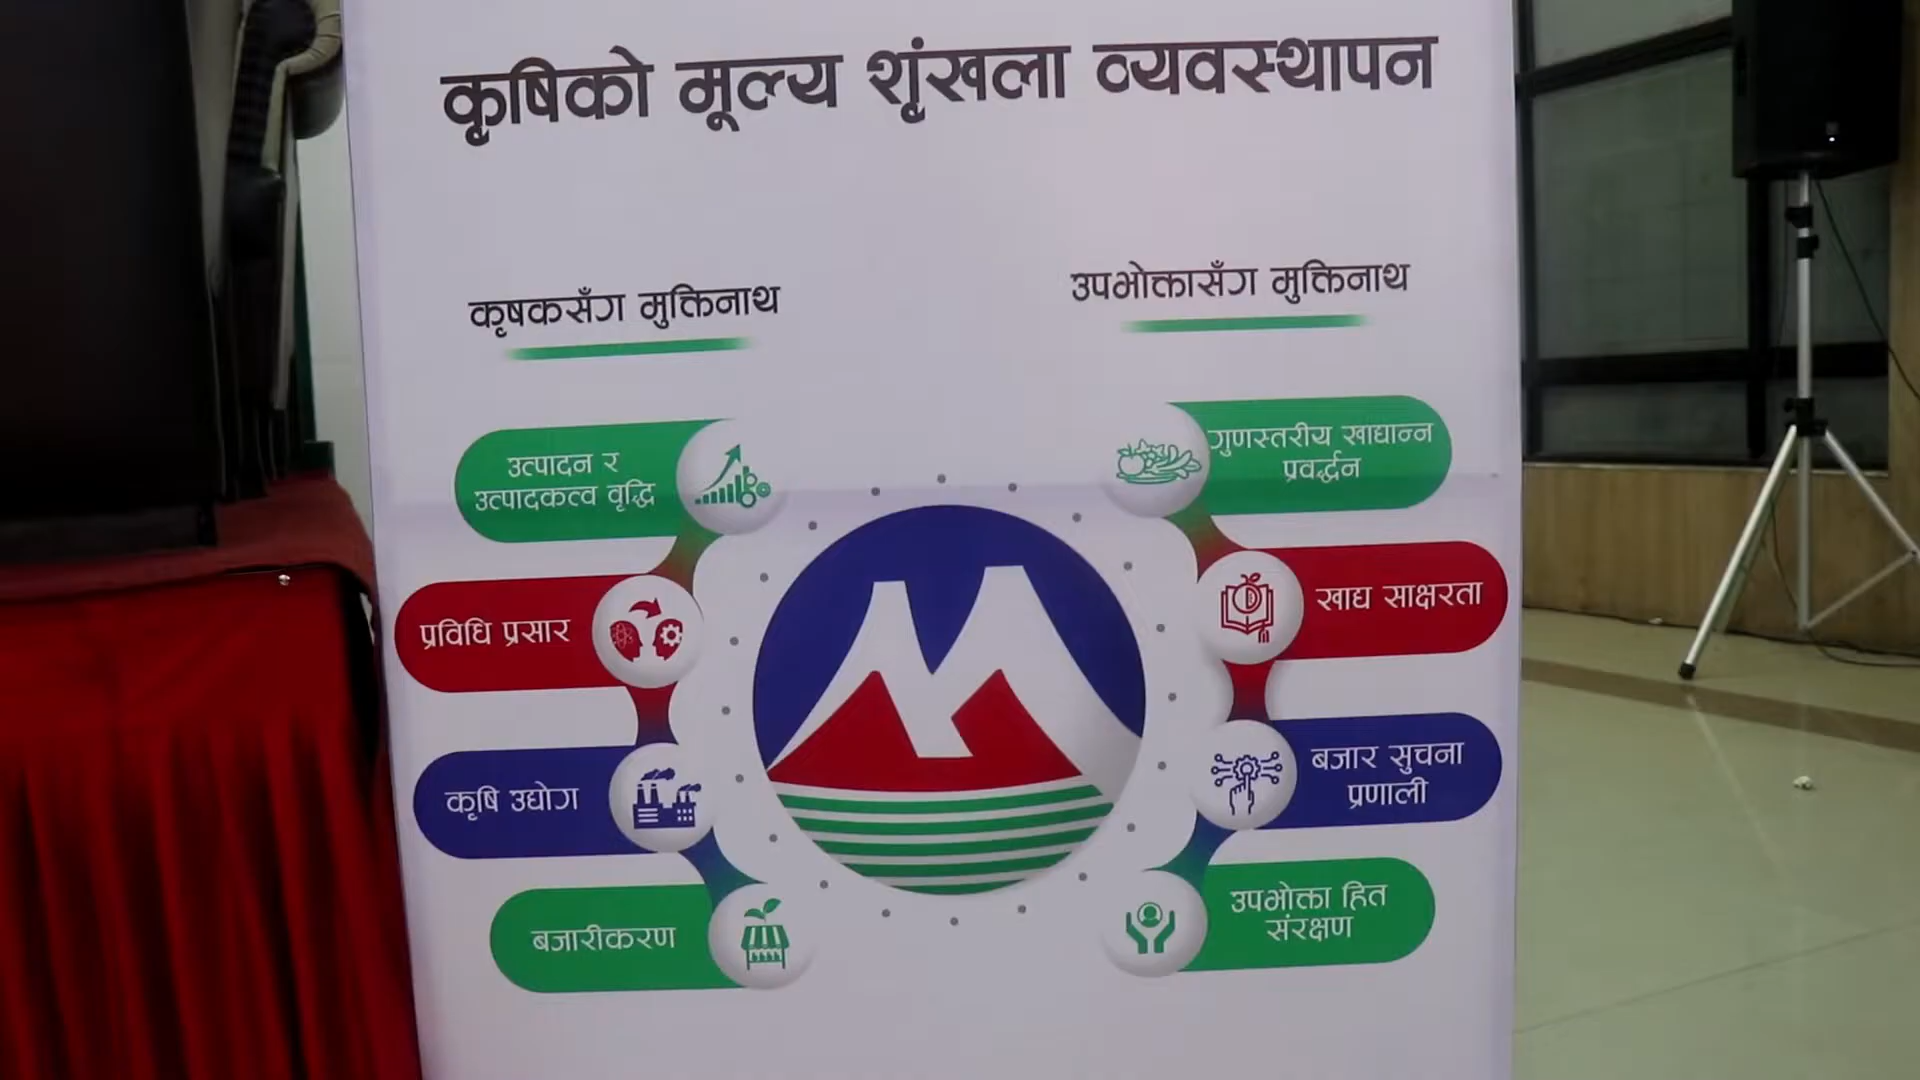 कृषिको मूल्य शृंखला व्यवस्थापन
कृषकसँग मुक्तिनाथ
उत्पादन र
उत्पादकत्व वृद्धि
प्रविधि प्रसार
कृषि उद्योग
बजारीकरण
उपभोक्तासँग मुक्तिनाथ
गुणस्तरीय खाद्यान्न
प्रवर्द्धन
खाद्य साक्षरता
बजार सुचना
प्रणाली
उपभोक्ता हित
संरक्षण